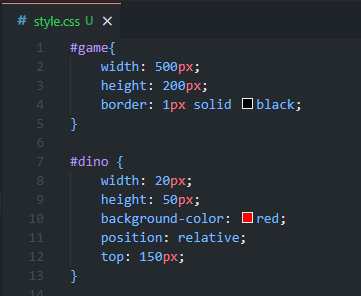 # style.css U ×
1 #game{
2 width: 500px;
3 height: 200px;
4 border: 1px solid black;
5 }
6
7 #dino {
8 width: 20px;
9 height: 50px;
10 background-color: red;
11 position: relative;
12 top: 150px;
13 }
14